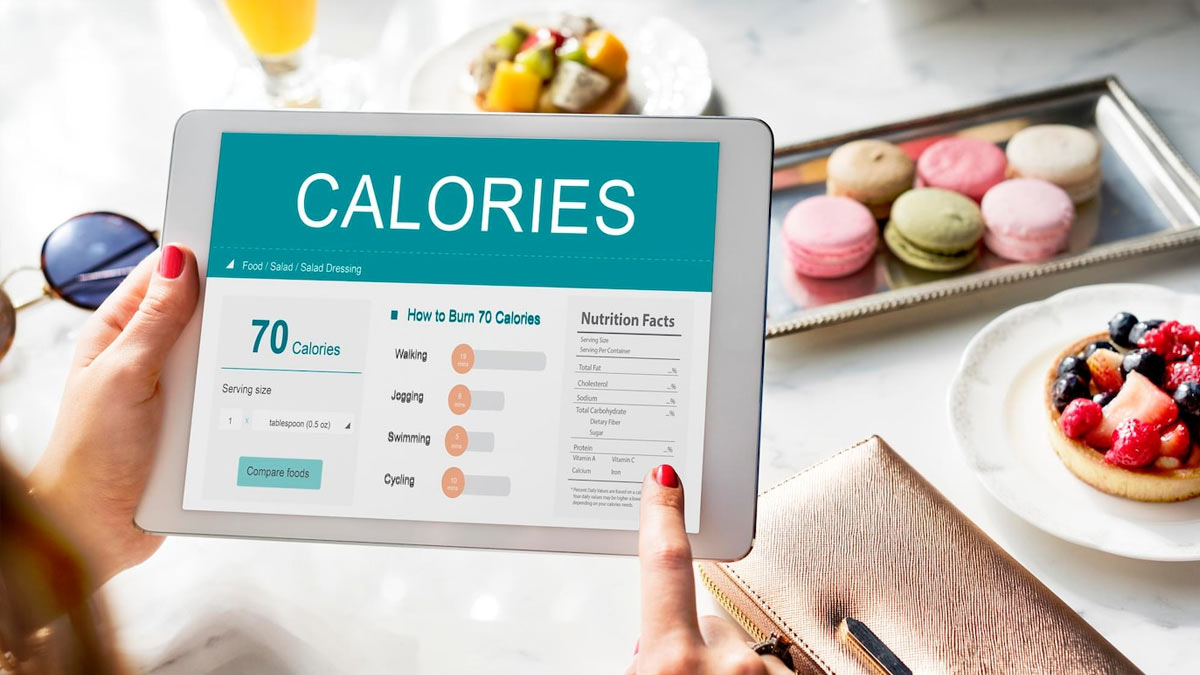 CALORIES
Food / Salad / Salad Dressing
70 Calories
Serving size
1 x tablespoon (0.5 oz)
Compare foods
How to Burn 70 Calories
Walking 19 mins
Jogging 8 mins
Swimming 5 mins
Cycling 10 mins
Nutrition Facts
Serving Size
Serving Per Container
Total Fat ...%
Cholesterol ...%
Sodium ...%
Total Carbohydrate ...%
Dietary Fiber
Sugar
Protein ...%
Vitamin A Vitamin C
Calcium Iron
* Percent Daily Values are based on a
Your daily values may be higher
depending on your calories needs.